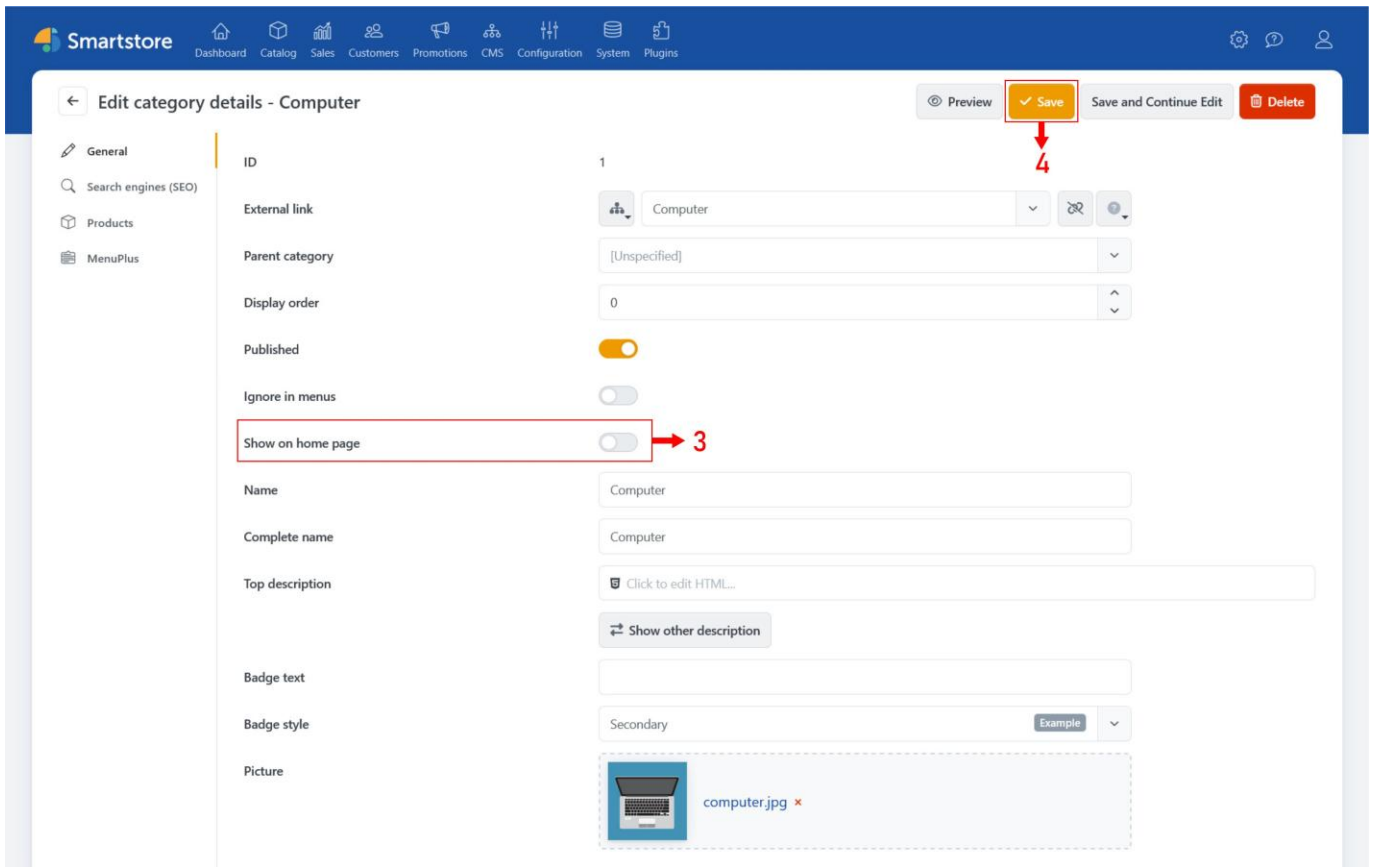 Smartstore
Dashboard Catalog Sales Customers Promotions CMS Configuration System Plugins
Edit category details - Computer
Preview Save Save and Continue Edit Delete
4
General
Search engines (SEO)
Products
MenuPlus
ID 1
External link Computer
Parent category [Unspecified]
Display order 0
Published
Ignore in menus
Show on home page 3
Name Computer
Complete name Computer
Top description Click to edit HTML...
Show other description
Badge text
Badge style Secondary Example
Picture
computer.jpg ×